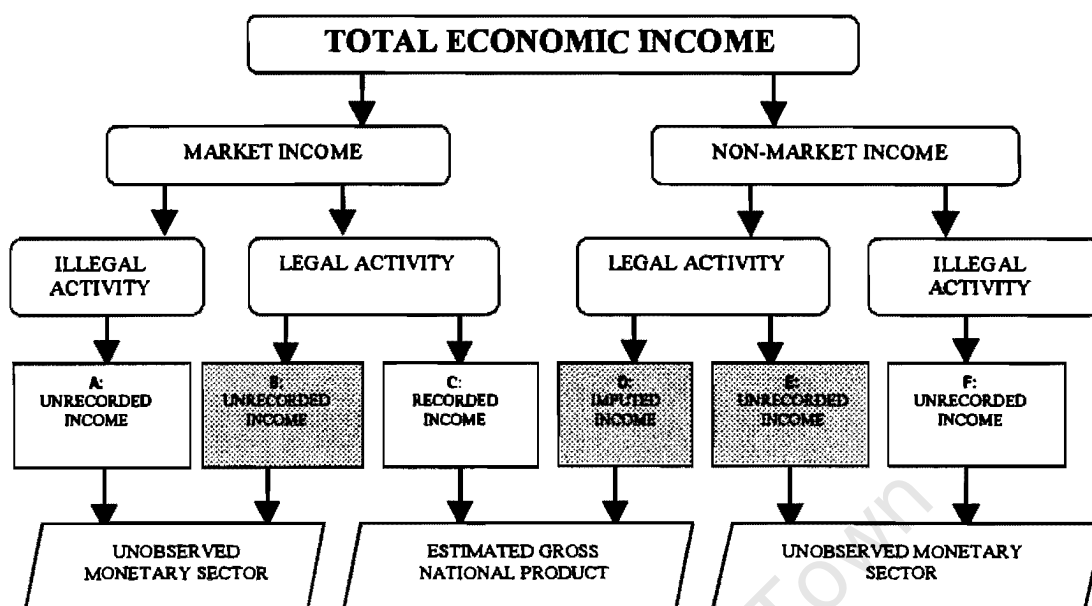 TOTAL ECONOMIC INCOME
MARKET INCOME
NON-MARKET INCOME
ILLEGAL
ACTIVITY
LEGAL ACTIVITY
LEGAL ACTIVITY
ILLEGAL
ACTIVITY
A:
UNRECORDED
INCOME
B:
UNRECORDED
INCOME
C:
RECORDED
INCOME
D:
IMPUTED
INCOME
E:
UNRECORDED
INCOME
F:
UNRECORDED
INCOME
UNOBSERVED
MONETARY SECTOR
ESTIMATED GROSS
NATIONAL PRODUCT
UNOBSERVED MONETARY
SECTOR
Town